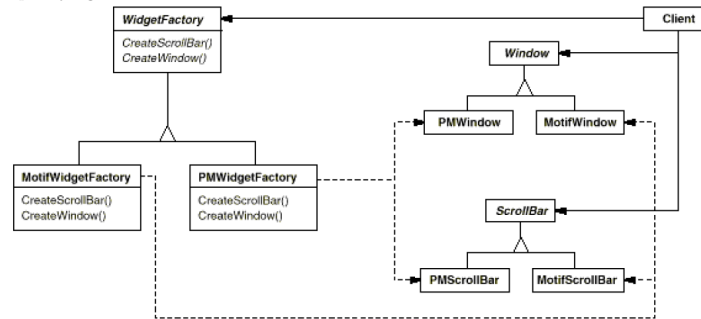 WidgetFactory
Client
CreateScrollBar()
CreateWindow()
Window
PMWindow
MotifWindow
MotifWidgetFactory
PMWidgetFactory
CreateScrollBar()
CreateWindow()
CreateScrollBar()
CreateWindow()
ScrollBar
PMScrollBar
MotifScrollBar